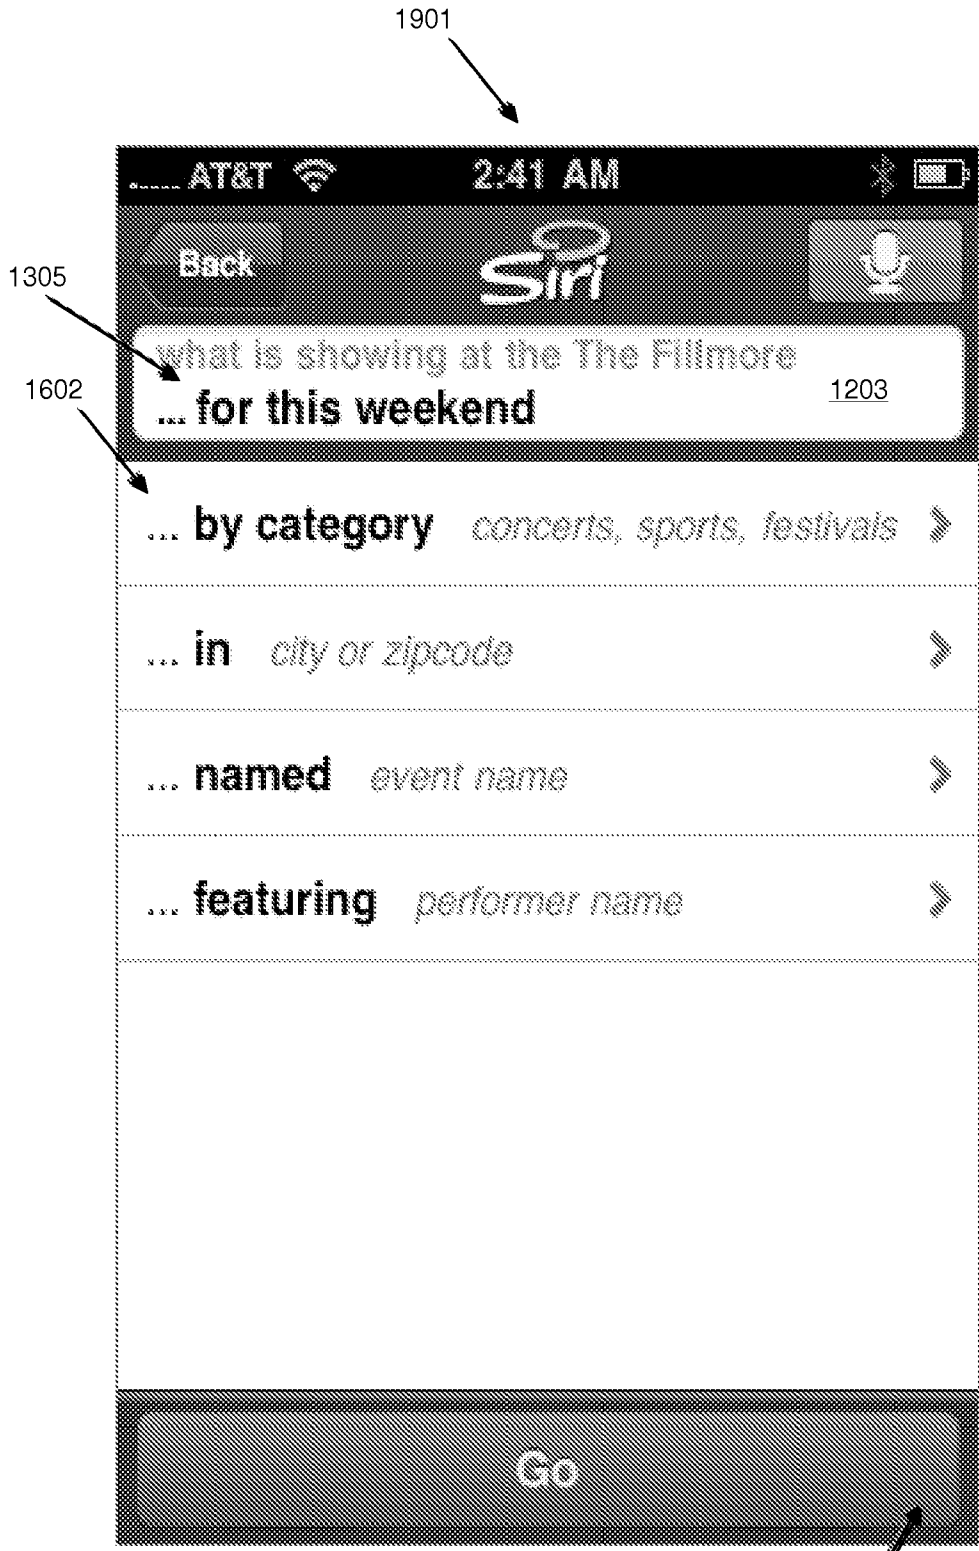 1901
AT&T 2:41 AM
Back Siri
1305
what is showing at the The Fillmore
1602
... for this weekend 1203
... by category concerts, sports, festivals
... in city or zipcode
... named event name
... featuring performer name
Go